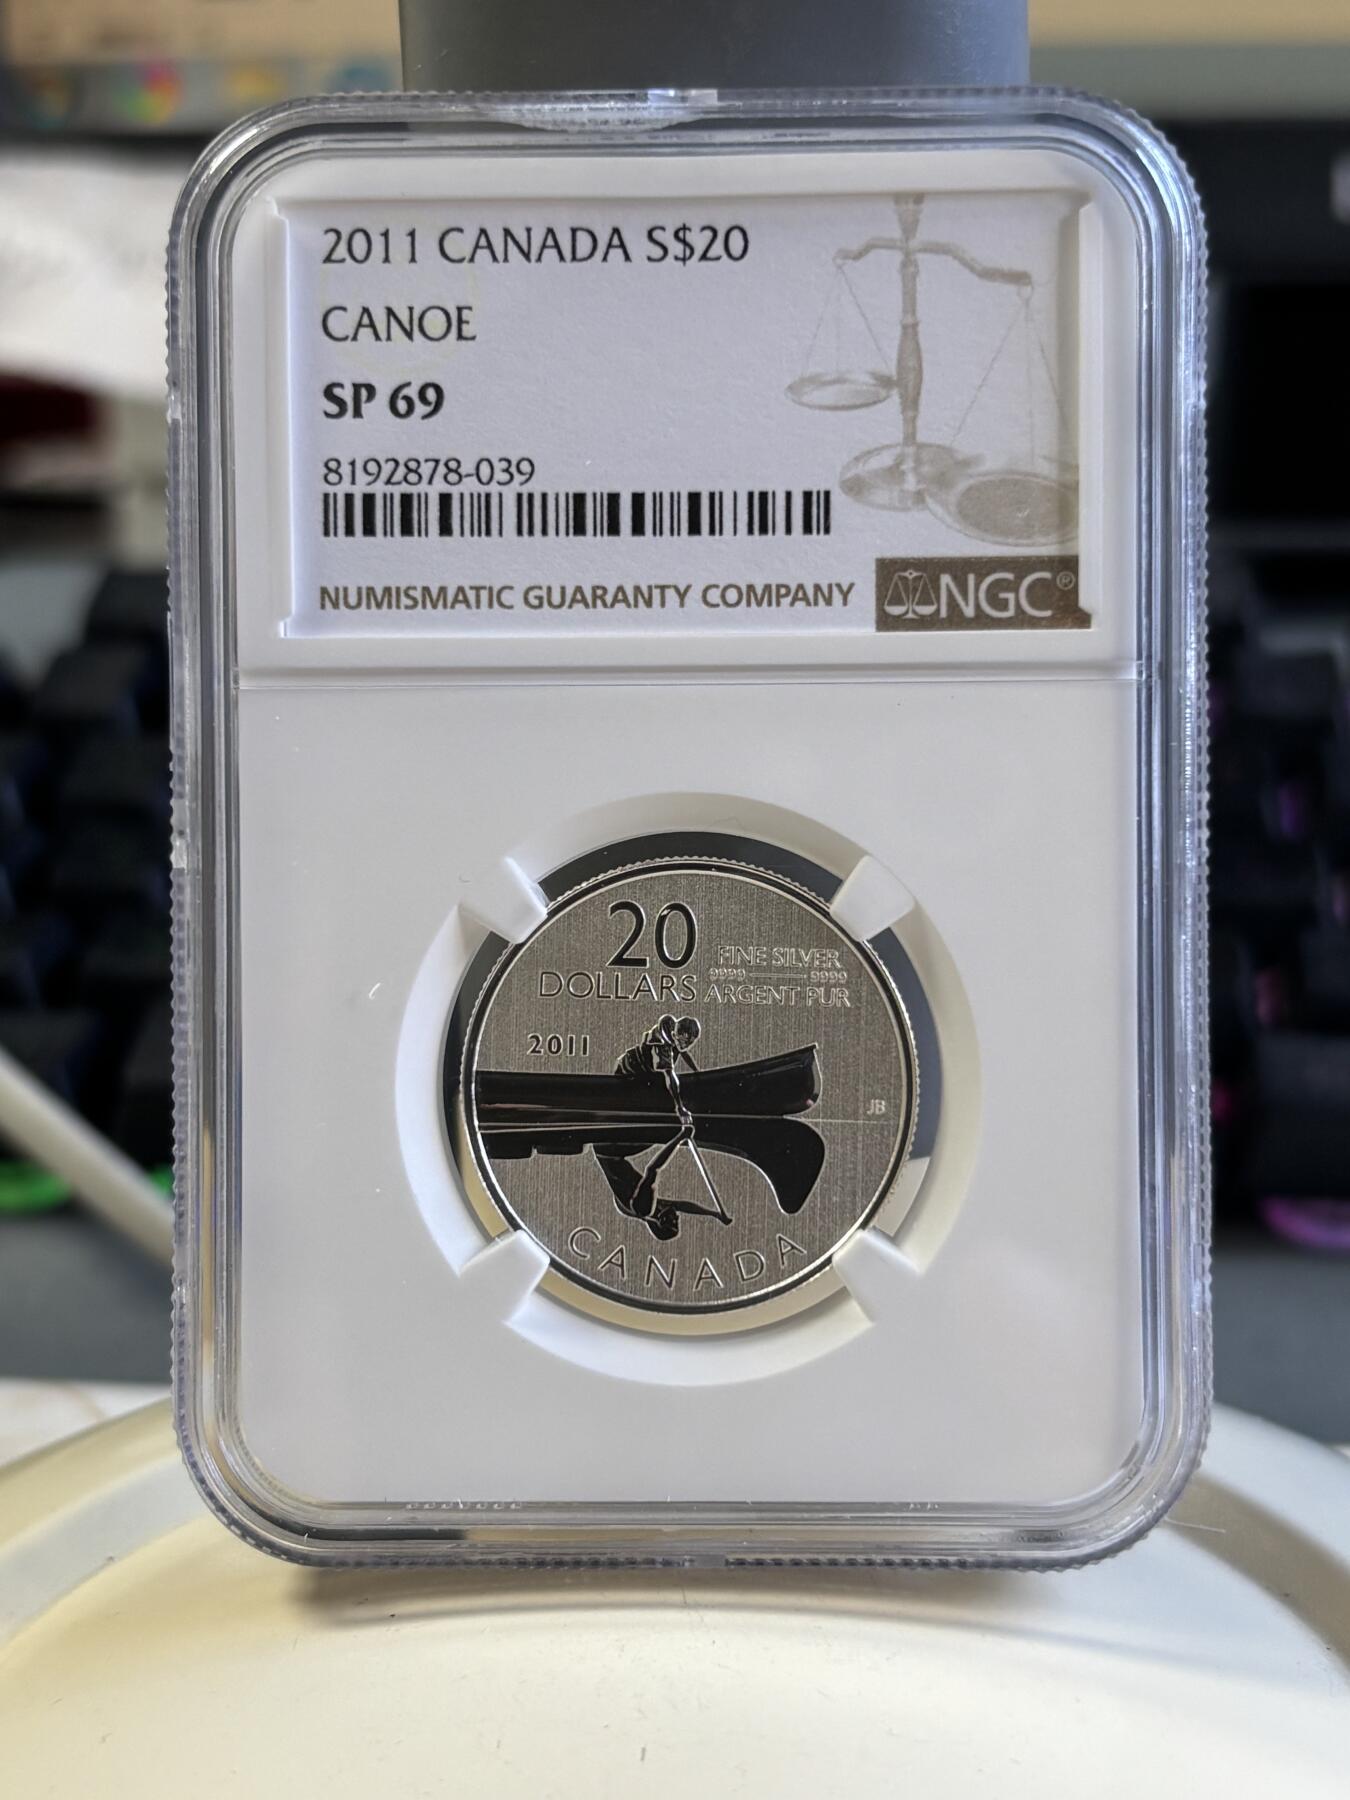 2011 CANADA S$20
CANOE
SP 69
8192878-039
NUMISMATIC GUARANTY COMPANY
NGC®
20
DOLLARS
FINE SILVER
9999 9999
ARGENT PUR
2011
JB
CANADA